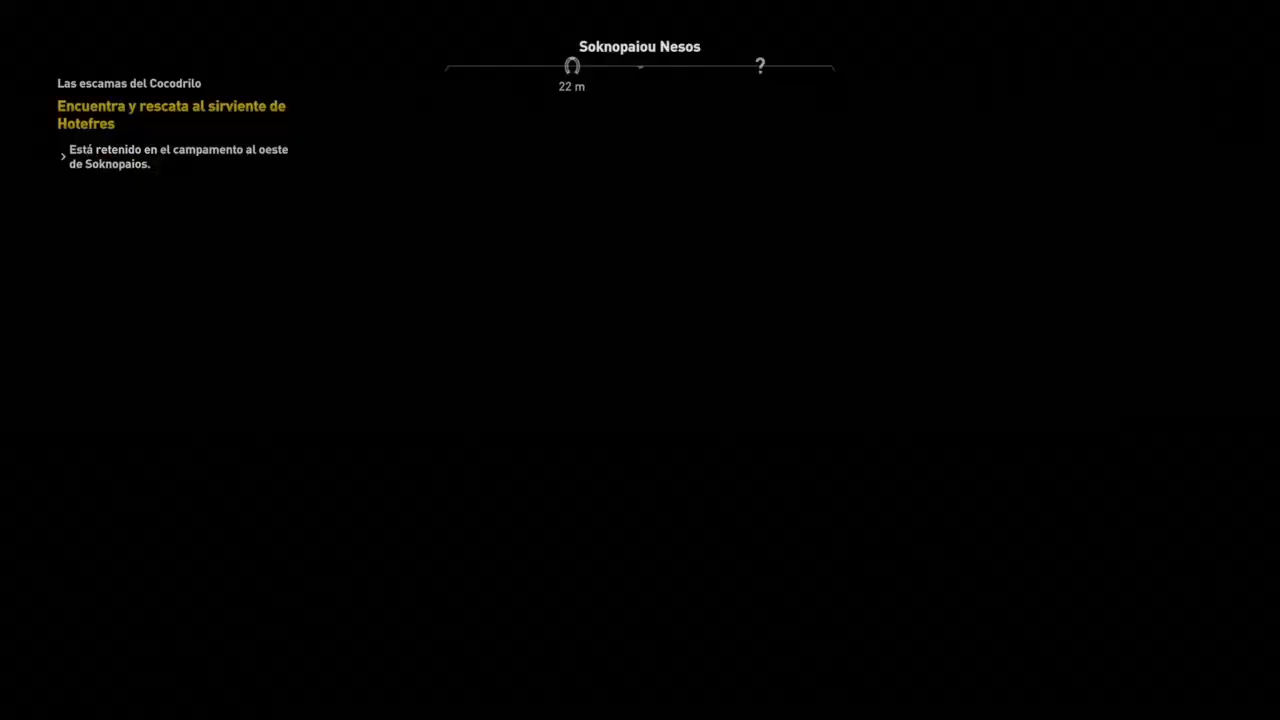 Soknopaiou Nesos
?
22 m
Las escamas del Cocodrilo
Encuentra y rescata al sirviente de
Hotefres
Está retenido en el campamento al oeste
de Soknopaios.